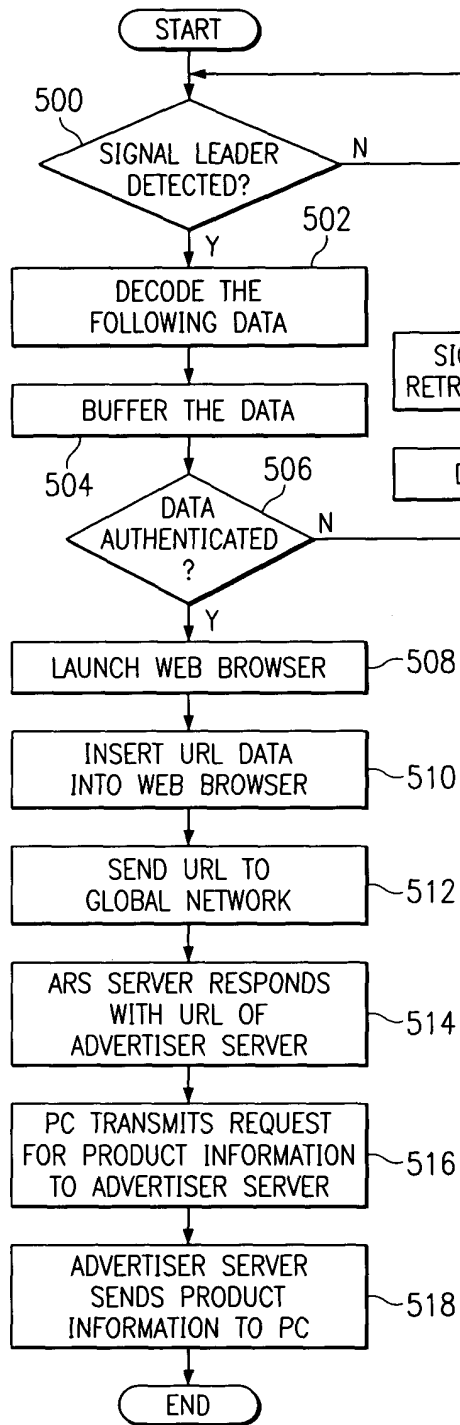 START
500
SIGNAL LEADER
DETECTED?
N
Y
502
DECODE THE
FOLLOWING DATA
BUFFER THE DATA
504
506
DATA
AUTHENTICATED
?
N
Y
LAUNCH WEB BROWSER
508
INSERT URL DATA
INTO WEB BROWSER
510
SEND URL TO
GLOBAL NETWORK
512
ARS SERVER RESPONDS
WITH URL OF
ADVERTISER SERVER
514
PC TRANSMITS REQUEST
FOR PRODUCT INFORMATION
TO ADVERTISER SERVER
516
ADVERTISER SERVER
SENDS PRODUCT
INFORMATION TO PC
518
END